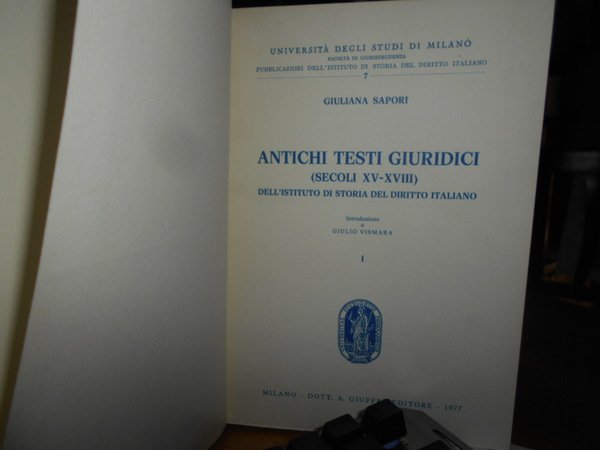 UNIVERSITÀ DEGLI STUDI DI MILANO
FACOLTÀ DI GIURISPRUDENZA
PUBBLICAZIONI DELL'ISTITUTO DI STORIA DEL DIRITTO ITALIANO
7
GIULIANA SAPORI
ANTICHI TESTI GIURIDICI
(SECOLI XV-XVIII)
DELL'ISTITUTO DI STORIA DEL DIRITTO ITALIANO
Introduzione
di
GIULIO VISMARA
I
MILANO - DOTT. A. GIUFFRÈ EDITORE - 1977